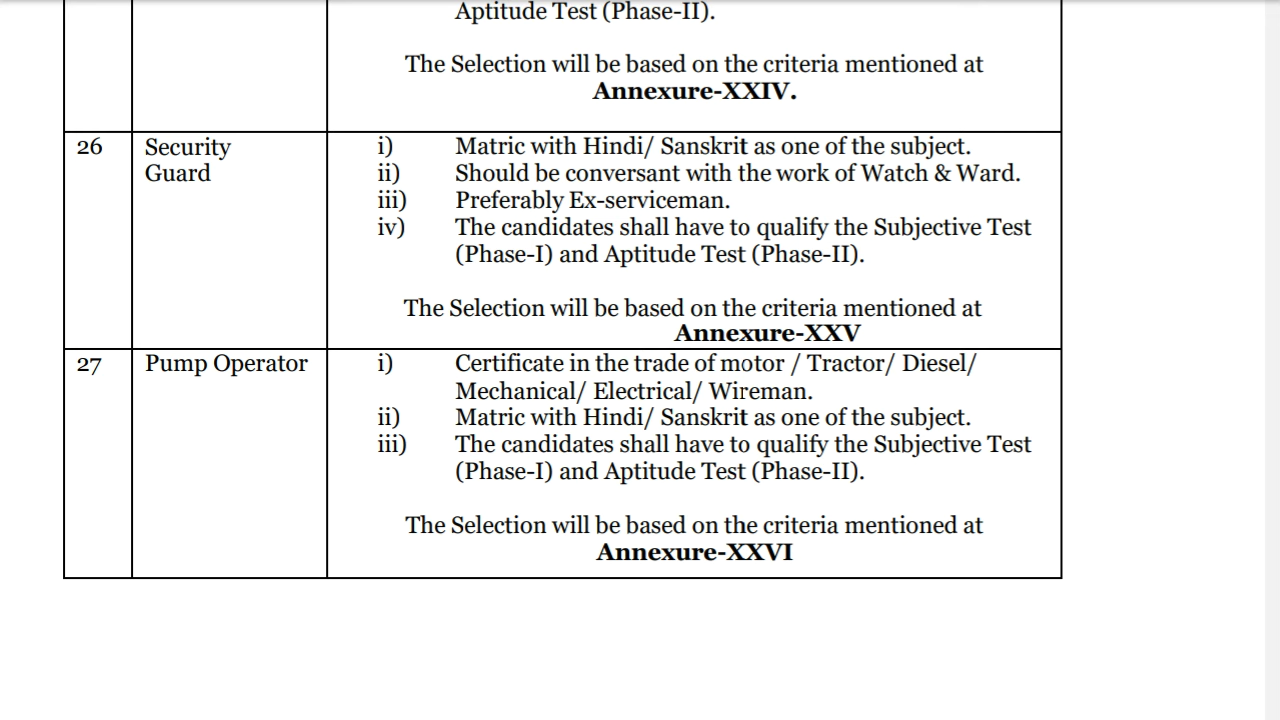 Aptitude Test (Phase-II).
The Selection will be based on the criteria mentioned at
Annexure-XXIV.
26
Security
Guard
i) Matric with Hindi/ Sanskrit as one of the subject.
ii) Should be conversant with the work of Watch & Ward.
iii) Preferably Ex-serviceman.
iv) The candidates shall have to qualify the Subjective Test
(Phase-I) and Aptitude Test (Phase-II).
The Selection will be based on the criteria mentioned at
Annexure-XXV
27
Pump Operator
i) Certificate in the trade of motor / Tractor/ Diesel/
Mechanical/ Electrical/ Wireman.
ii) Matric with Hindi/ Sanskrit as one of the subject.
iii) The candidates shall have to qualify the Subjective Test
(Phase-I) and Aptitude Test (Phase-II).
The Selection will be based on the criteria mentioned at
Annexure-XXVI